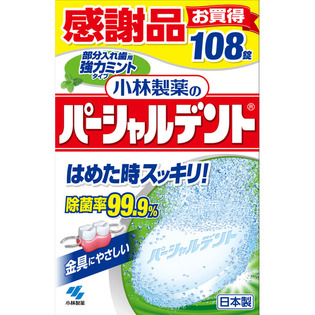 感謝品
お買得
108錠
部分入れ歯用
強力ミント
タイプ
小林製薬の
パーシャルデント®
はめた時スッキリ!
除菌率99.9%
金具にやさしい
パーシャルデント
小林製薬
日本製